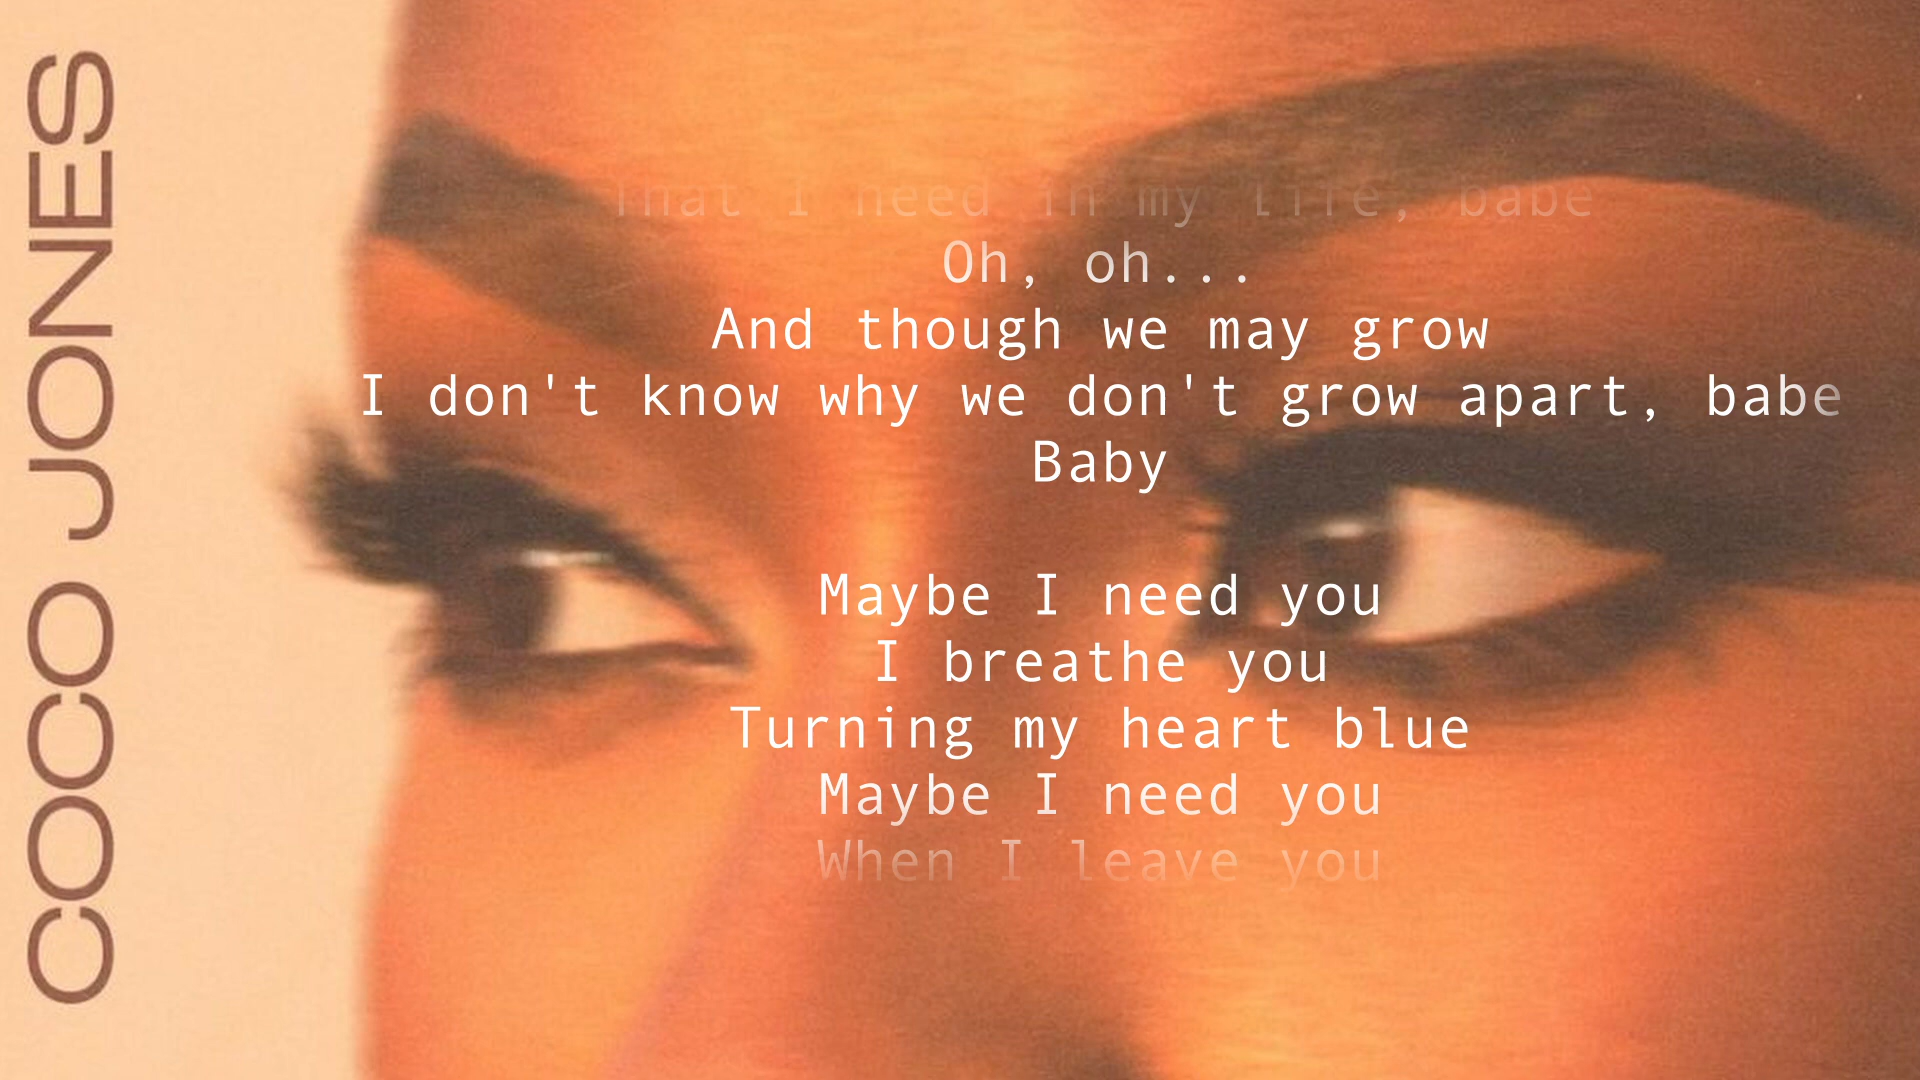 COCO JONES
That I need in my life, babe
Oh, oh...
And though we may grow
I don't know why we don't grow apart, babe
Baby
Maybe I need you
I breathe you
Turning my heart blue
Maybe I need you
When I leave you